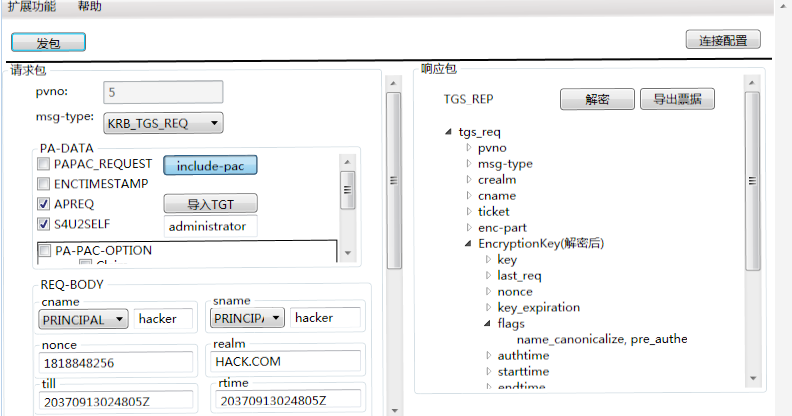 扩展功能 帮助
发包 连接配置
请求包
pvno: 5
msg-type: KRB_TGS_REQ
PA-DATA
PAPAC_REQUEST include-pac
ENCTIMESTAMP
APREQ 导入TGT
S4U2SELF administrator
PA-PAC-OPTION
REQ-BODY
cname sname
PRINCIPAL hacker PRINCIPA hacker
nonce realm
1818848256 HACK.COM
till rtime
20370913024805Z 20370913024805Z
响应包
TGS_REP 解密 导出票据
tgs_req
pvno
msg-type
crealm
cname
ticket
enc-part
EncryptionKey(解密后)
key
last_req
nonce
key_expiration
flags
name_canonicalize, pre_authe
authtime
starttime
endtime